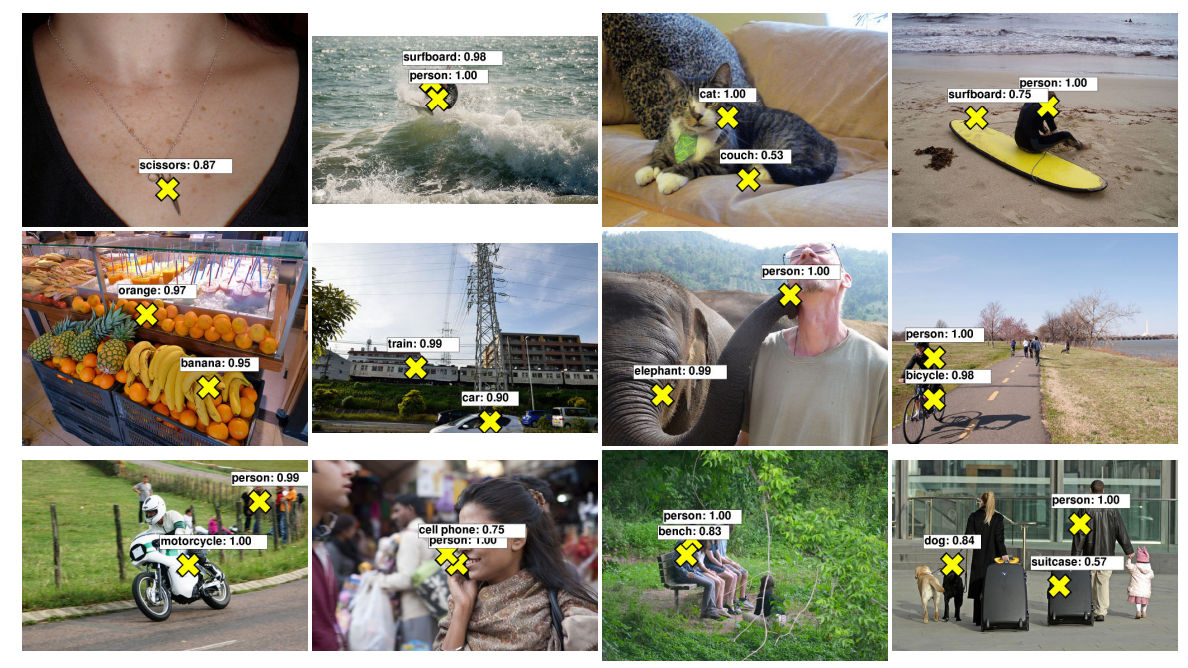 scissors: 0.87
surfboard: 0.98
person: 1.00
cat: 1.00
couch: 0.53
person: 1.00
surfboard: 0.75
orange: 0.97
banana: 0.95
train: 0.99
car: 0.90
person: 1.00
elephant: 0.99
person: 1.00
bicycle: 0.98
person: 0.99
motorcycle: 1.00
cell phone: 0.75
person: 1.00
person: 1.00
bench: 0.83
person: 1.00
dog: 0.84
suitcase: 0.57